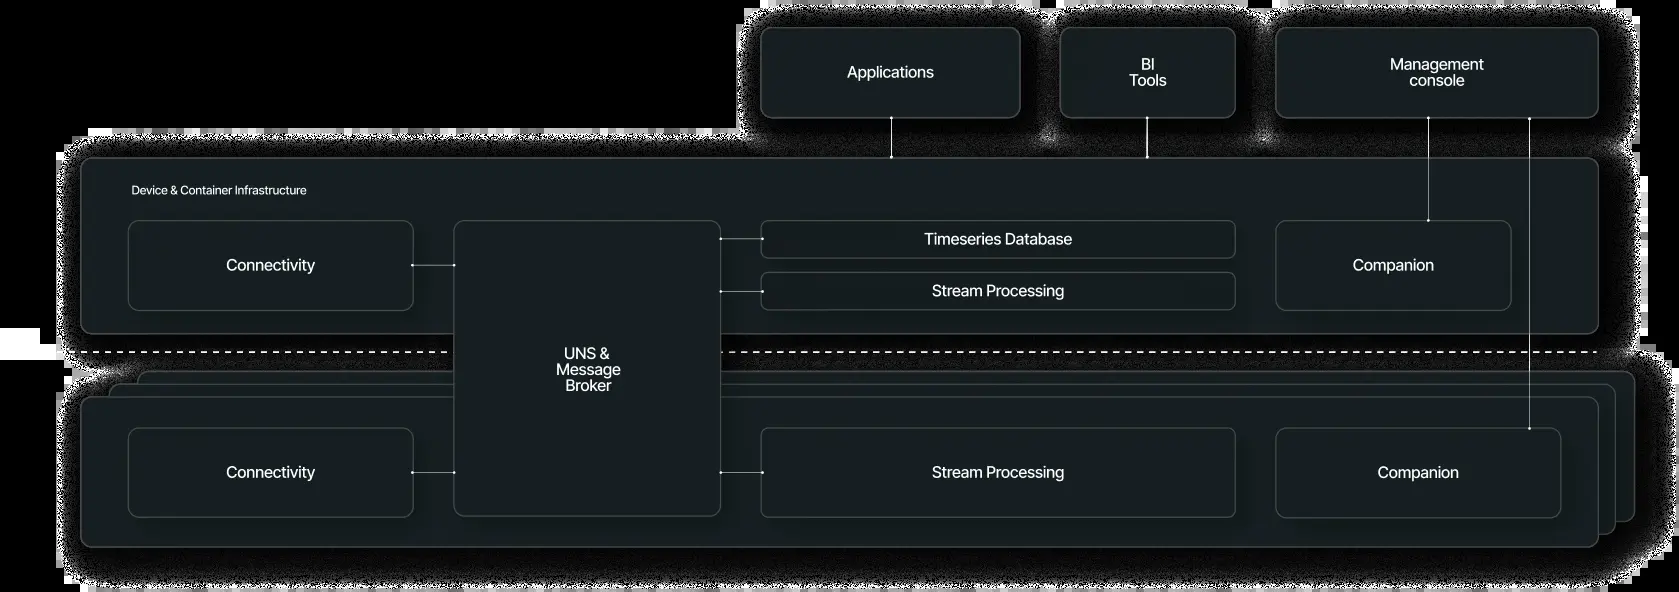 Applications
BI
Tools
Management
console
Device & Container Infrastructure
Connectivity
Timeseries Database
Stream Processing
Companion
UNS &
Message
Broker
Connectivity
Stream Processing
Companion